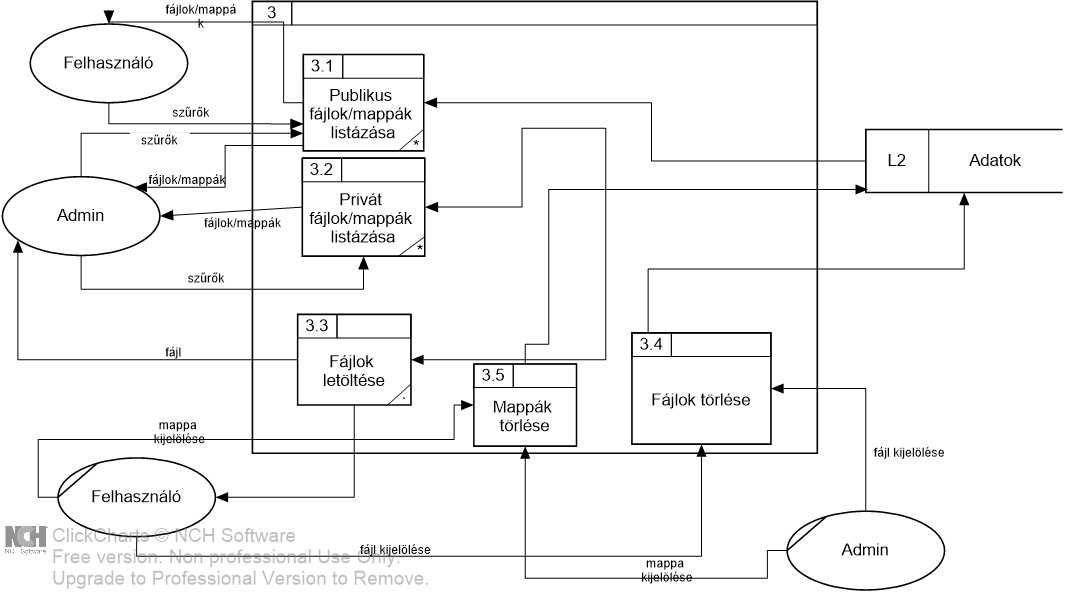 fájlok/mappá
k
3
Felhasználó
3.1
Publikus
fájlok/mappák
listázása
*
szűrők
szűrők
L2
Adatok
3.2
fájlok/mappák
Privát
fájlok/mappák
listázása
*
Admin
fájlok/mappák
szűrők
3.3
Fájlok
letöltése
fájl
3.4
Fájlok törlése
3.5
Mappák
törlése
mappa
kijelölése
fájl kijelölése
Felhasználó
NCH
NCH Software
ClickCharts © NCH Software
Free version. Non professional Use Only.
Upgrade to Professional Version to Remove.
fájl kijelölése
Admin
mappa
kijelölése